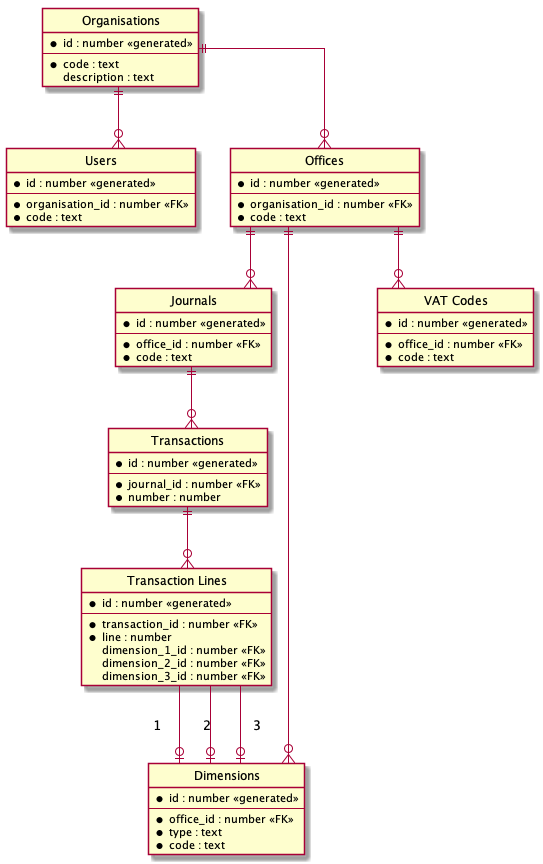 Organisations
id : number «generated»
code : text
description : text
Users
id : number «generated»
organisation_id : number «FK»
code : text
Offices
id : number «generated»
organisation_id : number «FK»
code : text
Journals
id : number «generated»
office_id : number «FK»
code : text
VAT Codes
id : number «generated»
office_id : number «FK»
code : text
Transactions
id : number «generated»
journal_id : number «FK»
number : number
Transaction Lines
id : number «generated»
transaction_id : number «FK»
line : number
dimension_1_id : number «FK»
dimension_2_id : number «FK»
dimension_3_id : number «FK»
1 2 3
Dimensions
id : number «generated»
office_id : number «FK»
type : text
code : text